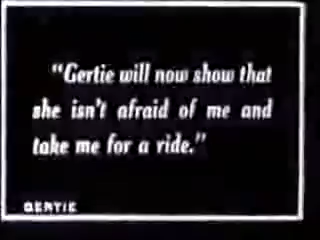 "Gertie will now show that
she isn't afraid of me and
take me for a ride."
GERTIE